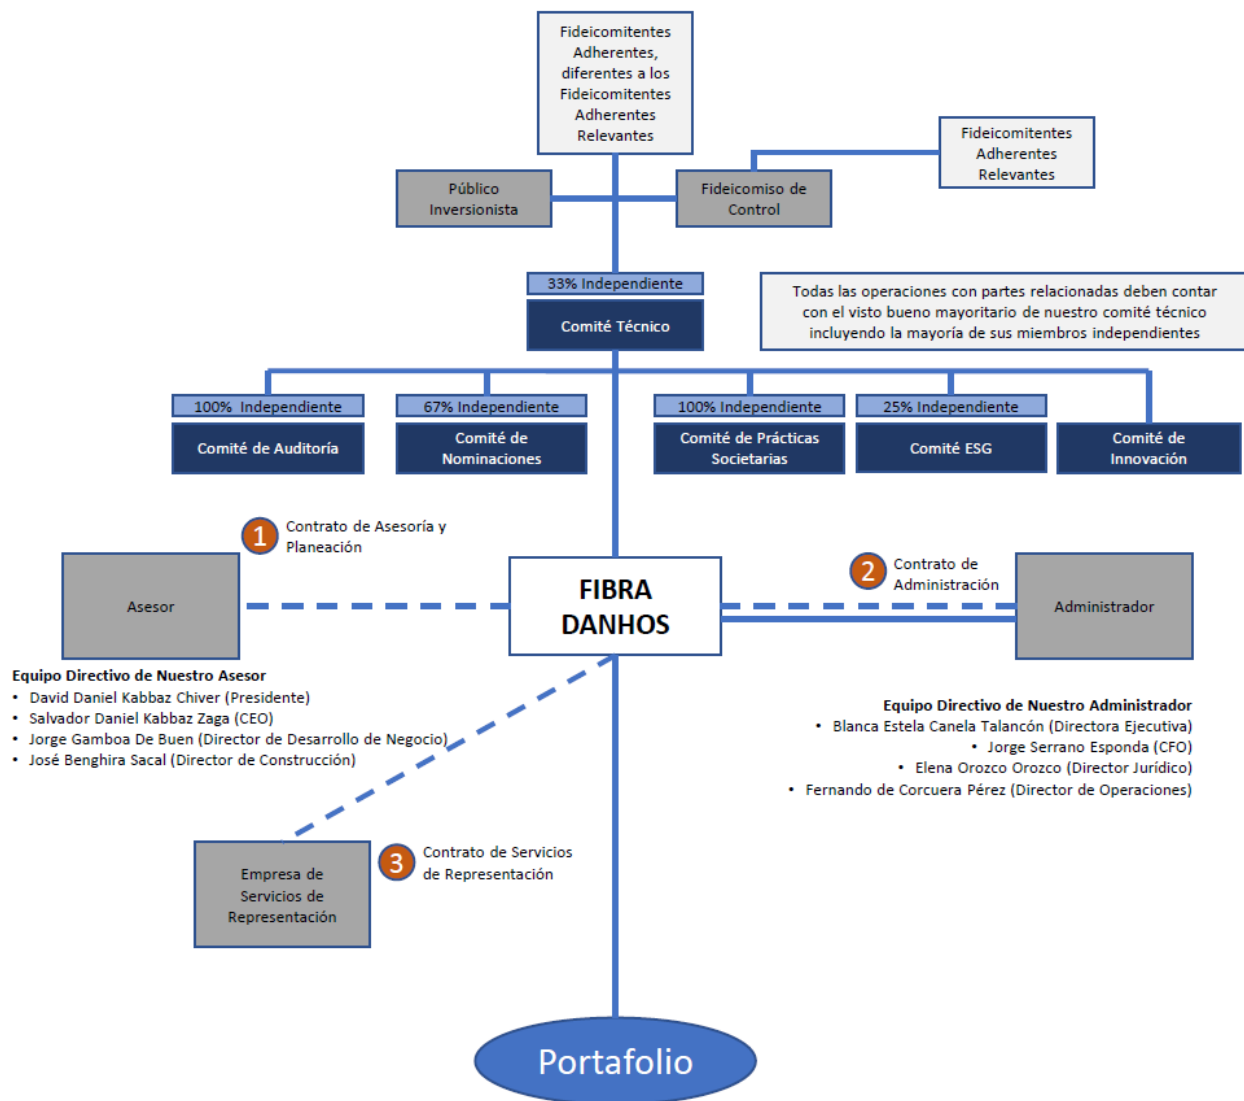 Fideicomitentes
Adherentes,
diferentes a los
Fideicomitentes
Adherentes
Relevantes
Fideicomitentes
Adherentes
Relevantes
Público
Inversionista
Fideicomiso de
Control
33% Independiente
Comité Técnico
Todas las operaciones con partes relacionadas deben contar
con el visto bueno mayoritario de nuestro comité técnico
incluyendo la mayoría de sus miembros independientes
100% Independiente
Comité de Auditoría
67% Independiente
Comité de
Nominaciones
100% Independiente
Comité de Prácticas
Societarias
25% Independiente
Comité ESG
Comité de
Innovación
1
Contrato de Asesoría y
Planeación
Asesor
FIBRA
DANHOS
2
Contrato de
Administración
Administrador
Equipo Directivo de Nuestro Asesor
• David Daniel Kabbaz Chiver (Presidente)
• Salvador Daniel Kabbaz Zaga (CEO)
• Jorge Gamboa De Buen (Director de Desarrollo de Negocio)
• José Benghira Sacal (Director de Construcción)
Equipo Directivo de Nuestro Administrador
• Blanca Estela Canela Talancón (Directora Ejecutiva)
• Jorge Serrano Esponda (CFO)
• Elena Orozco Orozco (Director Jurídico)
• Fernando de Corcuera Pérez (Director de Operaciones)
Empresa de
Servicios de
Representación
3
Contrato de Servicios
de Representación
Portafolio